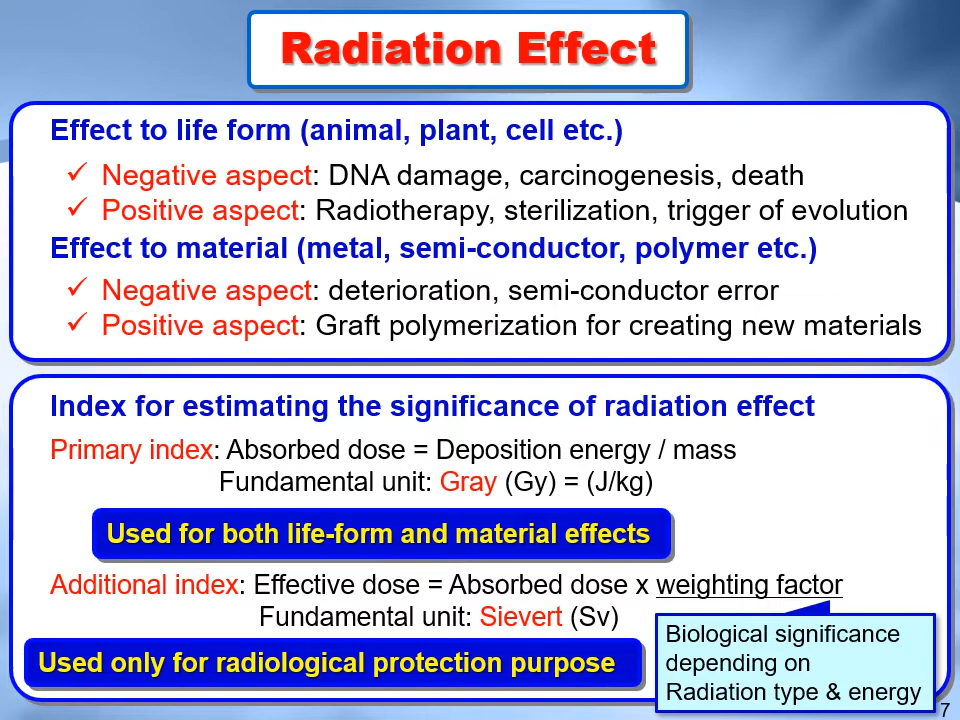 Radiation Effect
Effect to life form (animal, plant, cell etc.)
✓ Negative aspect: DNA damage, carcinogenesis, death
✓ Positive aspect: Radiotherapy, sterilization, trigger of evolution
Effect to material (metal, semi-conductor, polymer etc.)
✓ Negative aspect: deterioration, semi-conductor error
✓ Positive aspect: Graft polymerization for creating new materials
Index for estimating the significance of radiation effect
Primary index: Absorbed dose = Deposition energy / mass
Fundamental unit: Gray (Gy) = (J/kg)
Used for both life-form and material effects
Additional index: Effective dose = Absorbed dose x weighting factor
Fundamental unit: Sievert (Sv)
Used only for radiological protection purpose
Biological significance
depending on
Radiation type & energy
7